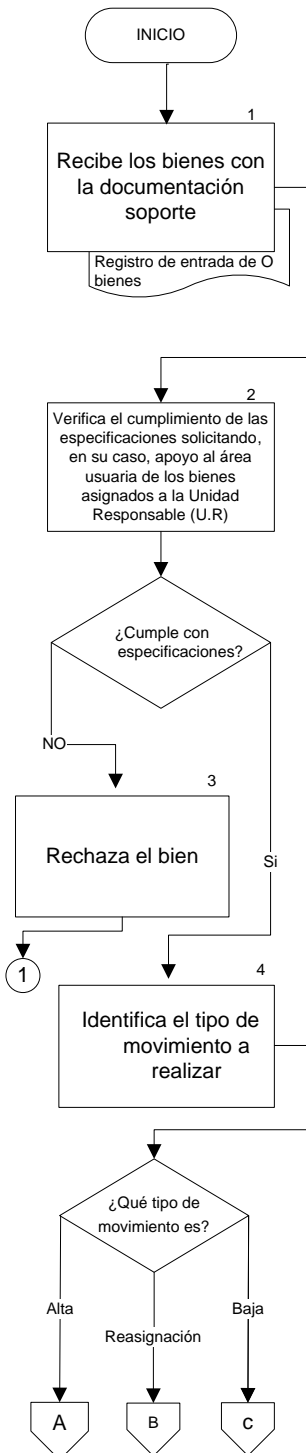 INICIO
1
Recibe los bienes con
la documentación
soporte
Registro de entrada de O
bienes
2
Verifica el cumplimiento de las
especificaciones solicitando,
en su caso, apoyo al área
usuaria de los bienes
asignados a la Unidad
Responsable (U.R)
¿Cumple con
especificaciones?
NO
3
Rechaza el bien
Si
1
4
Identifica el tipo de
movimiento a
realizar
¿Qué tipo de
movimiento es?
Alta
Reasignación
Baja
A
B
c